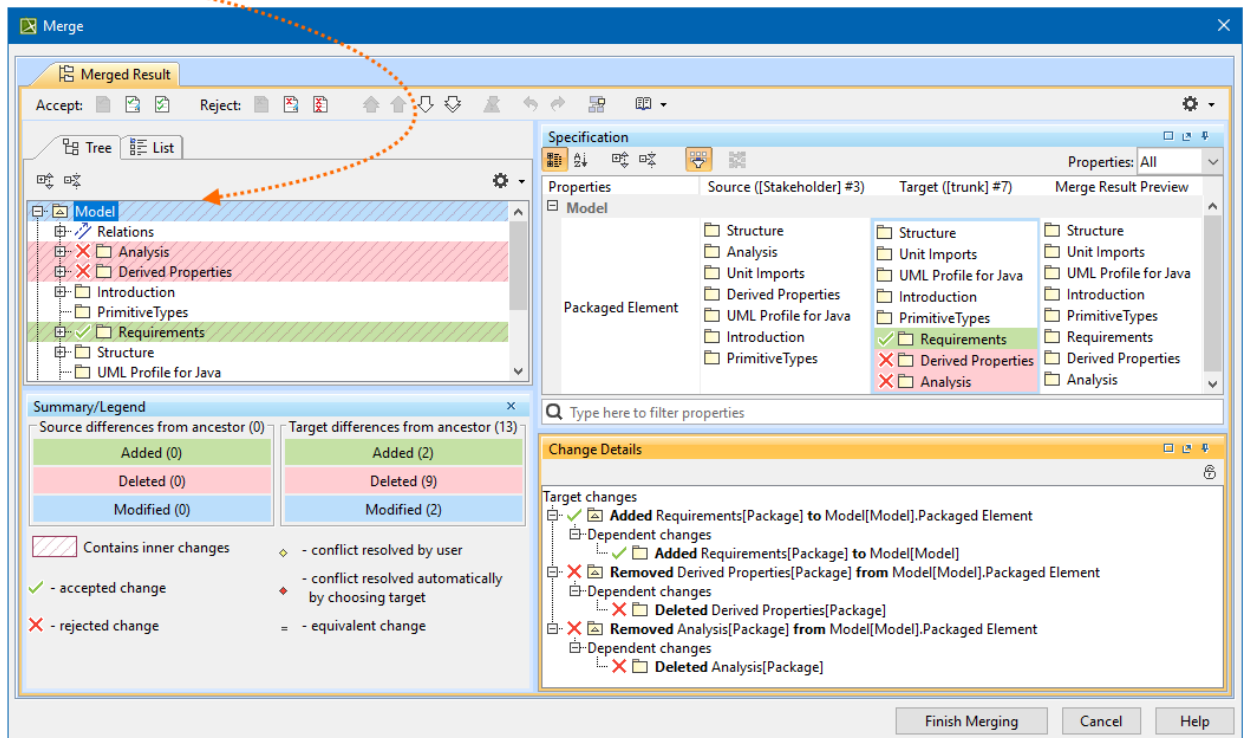 Merge
Merged Result
Accept: Reject:
Tree List
Model
Relations
Analysis
Derived Properties
Introduction
PrimitiveTypes
Requirements
Structure
UML Profile for Java
Summary/Legend
Source differences from ancestor (0) Target differences from ancestor (13)
Added (0) Added (2)
Deleted (0) Deleted (9)
Modified (0) Modified (2)
Contains inner changes - conflict resolved by user
- accepted change - conflict resolved automatically
by choosing target
- rejected change = - equivalent change
Specification
Properties: All
Properties Source ([Stakeholder] #3) Target ([trunk] #7) Merge Result Preview
Model
Packaged Element
Structure
Analysis
Unit Imports
Derived Properties
UML Profile for Java
Introduction
PrimitiveTypes
Structure
Unit Imports
UML Profile for Java
Introduction
PrimitiveTypes
Requirements
Derived Properties
Analysis
Structure
Unit Imports
UML Profile for Java
Introduction
PrimitiveTypes
Requirements
Derived Properties
Analysis
Type here to filter properties
Change Details
Target changes
Added Requirements[Package] to Model[Model].Packaged Element
Dependent changes
Added Requirements[Package] to Model[Model]
Removed Derived Properties[Package] from Model[Model].Packaged Element
Dependent changes
Deleted Derived Properties[Package]
Removed Analysis[Package] from Model[Model].Packaged Element
Dependent changes
Deleted Analysis[Package]
Finish Merging Cancel Help